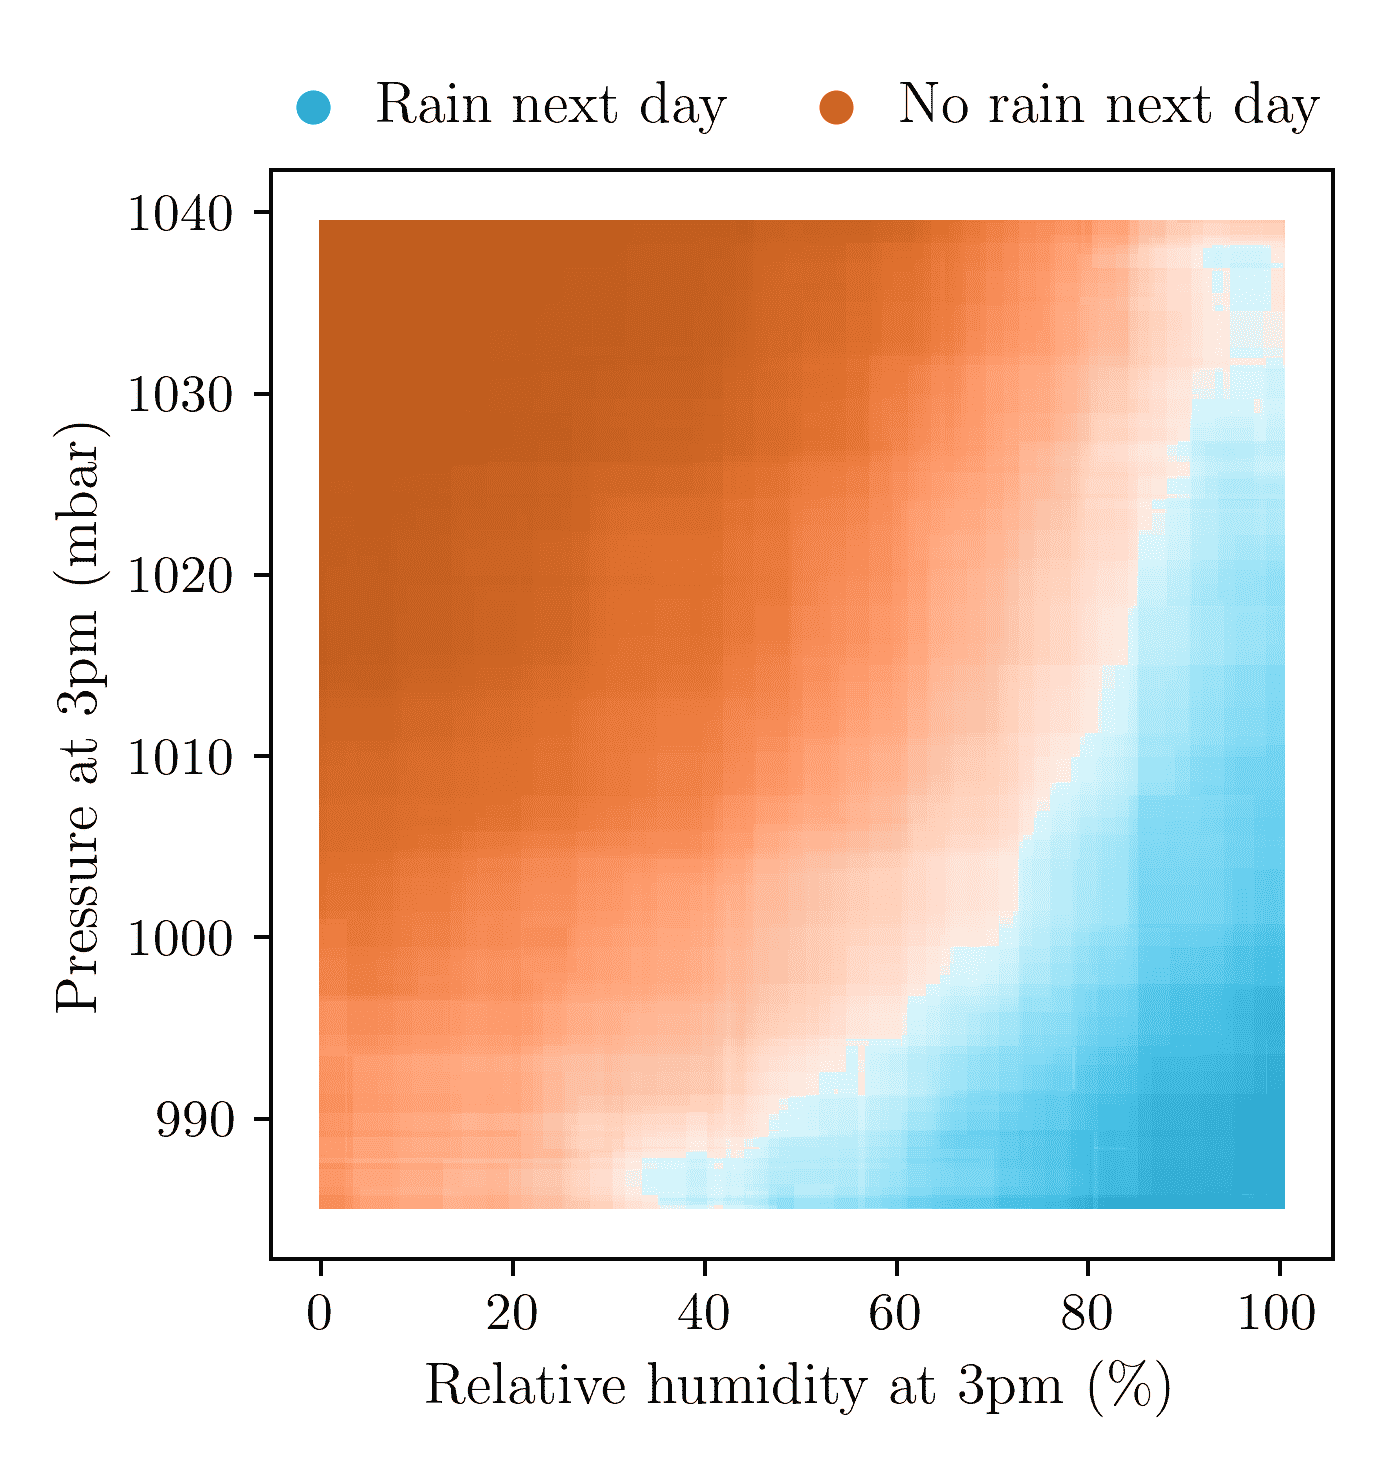 Rain next day No rain next day
1040
1030
1020
1010
1000
990
Pressure at 3pm (mbar)
0 20 40 60 80 100
Relative humidity at 3pm (%)